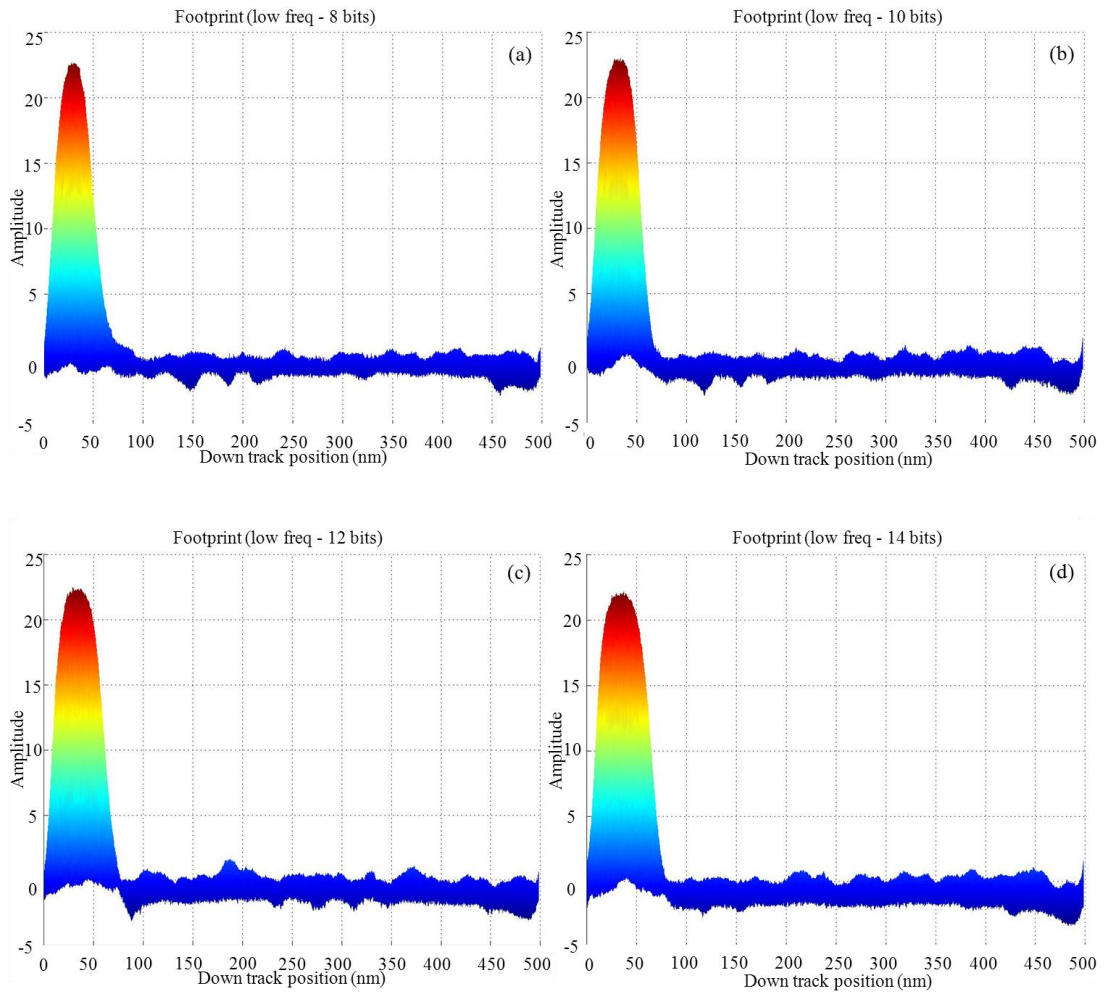 Footprint (low freq - 8 bits)
(a)
25
20
15
10
5
0
-5
Amplitude
0 50 100 150 200 250 300 350 400 450 500
Down track position (nm)
Footprint (low freq - 10 bits)
(b)
25
20
15
10
5
0
-5
Amplitude
0 50 100 150 200 250 300 350 400 450 500
Down track position (nm)
Footprint (low freq - 12 bits)
(c)
25
20
15
10
5
0
-5
Amplitude
0 50 100 150 200 250 300 350 400 450 500
Down track position (nm)
Footprint (low freq - 14 bits)
(d)
25
20
15
10
5
0
-5
Amplitude
0 50 100 150 200 250 300 350 400 450 500
Down track position (nm)